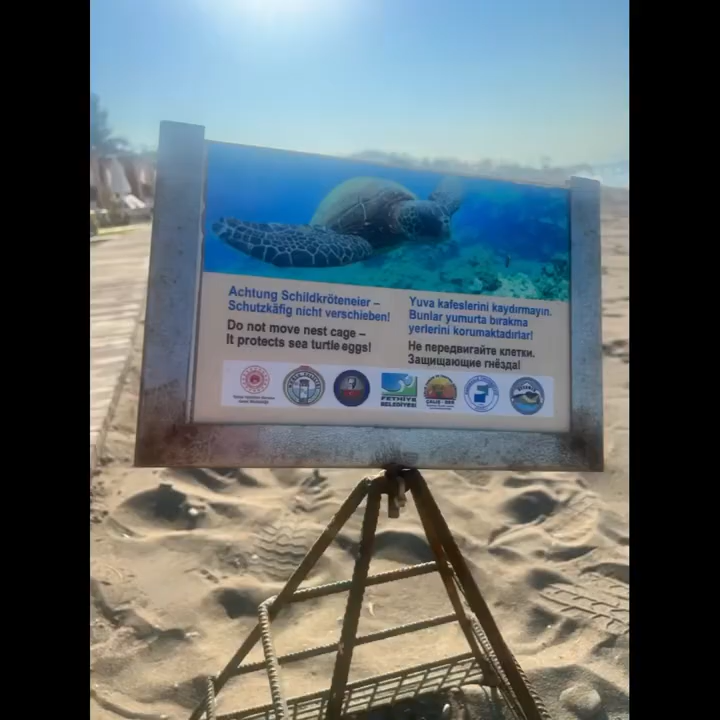 Achtung Schildkröteneier –
Schutzkäfig nicht verschieben!
Do not move nest cage –
It protects sea turtle eggs!
Yuva kafeslerini kaydırmayın.
Bunlar yumurta bırakma
yerlerini korumaktadırlar!
Не передвигайте клетки.
Защищающие гнёзда!
FETHİYE
BELEDİYESİ